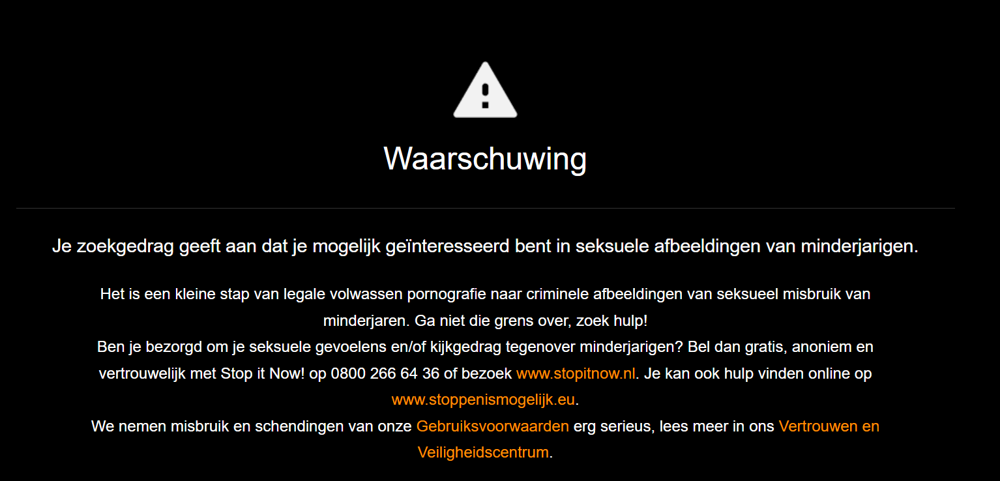 Waarschuwing
Je zoekgedrag geeft aan dat je mogelijk geïnteresseerd bent in seksuele afbeeldingen van minderjarigen.
Het is een kleine stap van legale volwassen pornografie naar criminele afbeeldingen van seksueel misbruik van
minderjaren. Ga niet die grens over, zoek hulp!
Ben je bezorgd om je seksuele gevoelens en/of kijkgedrag tegenover minderjarigen? Bel dan gratis, anoniem en
vertrouwelijk met Stop it Now! op 0800 266 64 36 of bezoek www.stopitnow.nl. Je kan ook hulp vinden online op
www.stoppenismogelijk.eu.
We nemen misbruik en schendingen van onze Gebruiksvoorwaarden erg serieus, lees meer in ons Vertrouwen en
Veiligheidscentrum.